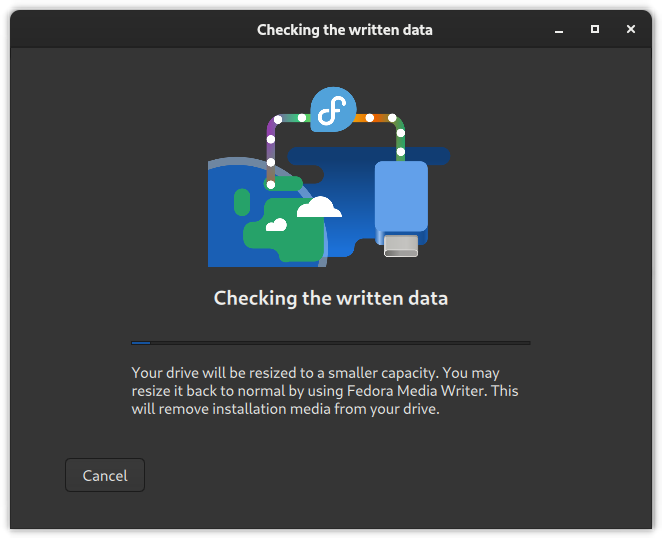 Checking the written data
Checking the written data
Your drive will be resized to a smaller capacity. You may
resize it back to normal by using Fedora Media Writer. This
will remove installation media from your drive.
Cancel